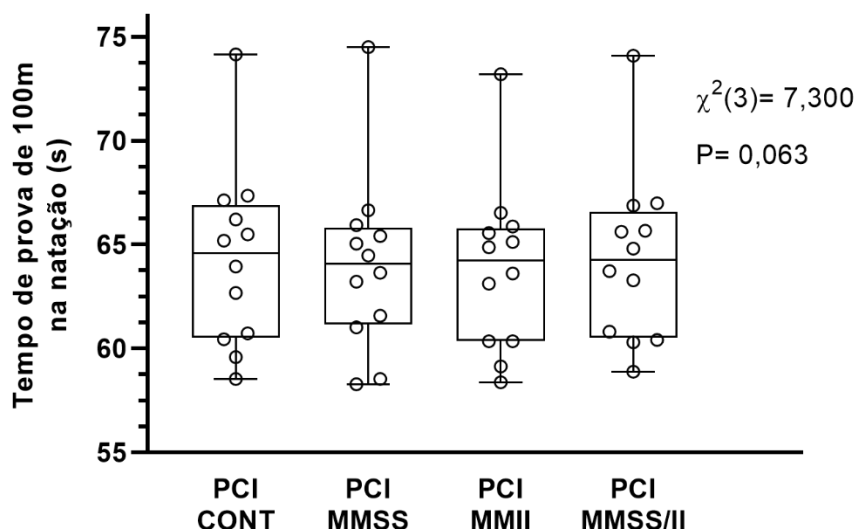 Tempo de prova de 100m
na natação (s)
75
70
65
60
55
χ²(3)= 7,300
P= 0,063
PCI
CONT
PCI
MMSS
PCI
MMII
PCI
MMSS/II